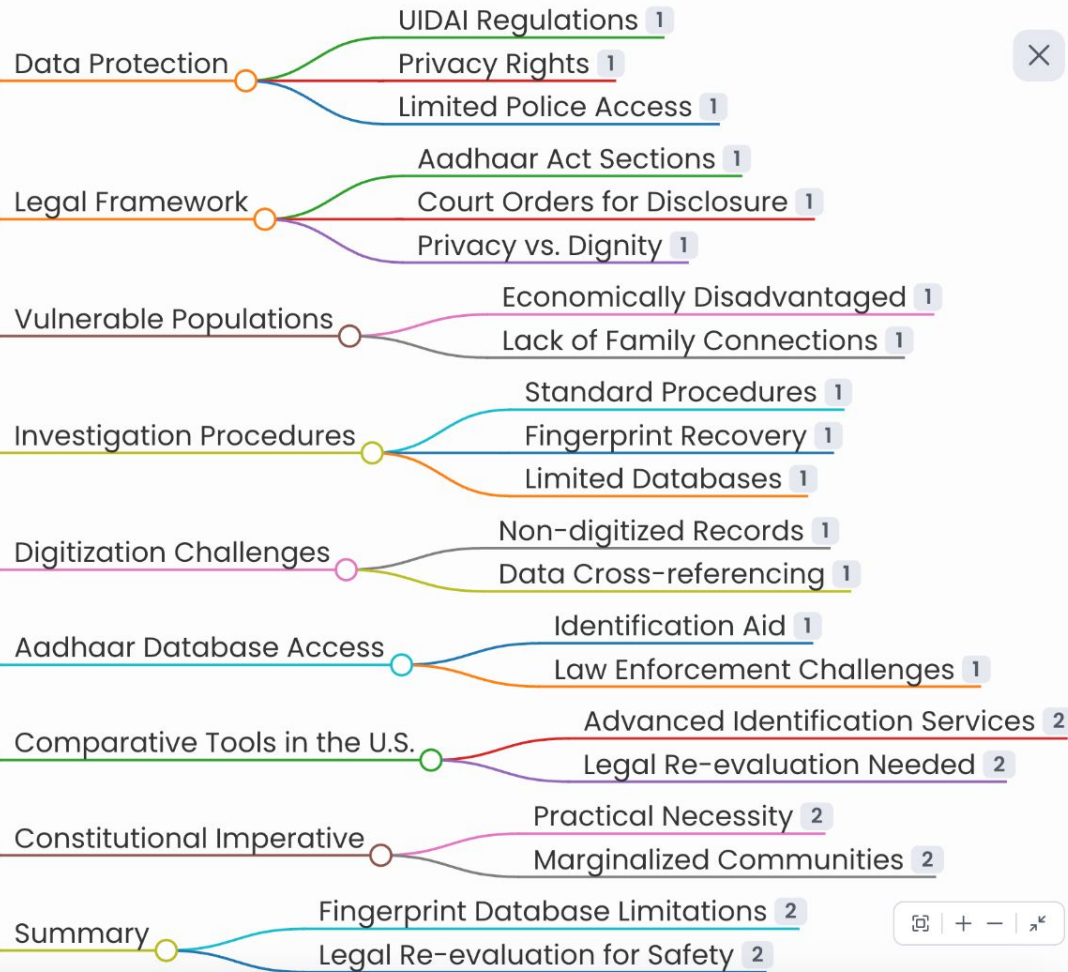 Data Protection
UIDAI Regulations 1
Privacy Rights 1
Limited Police Access 1
Legal Framework
Aadhaar Act Sections 1
Court Orders for Disclosure 1
Privacy vs. Dignity 1
Vulnerable Populations
Economically Disadvantaged 1
Lack of Family Connections 1
Investigation Procedures
Standard Procedures 1
Fingerprint Recovery 1
Limited Databases 1
Digitization Challenges
Non-digitized Records 1
Data Cross-referencing 1
Aadhaar Database Access
Identification Aid 1
Law Enforcement Challenges 1
Comparative Tools in the U.S.
Advanced Identification Services 2
Legal Re-evaluation Needed 2
Constitutional Imperative
Practical Necessity 2
Marginalized Communities 2
Summary
Fingerprint Database Limitations 2
Legal Re-evaluation for Safety 2